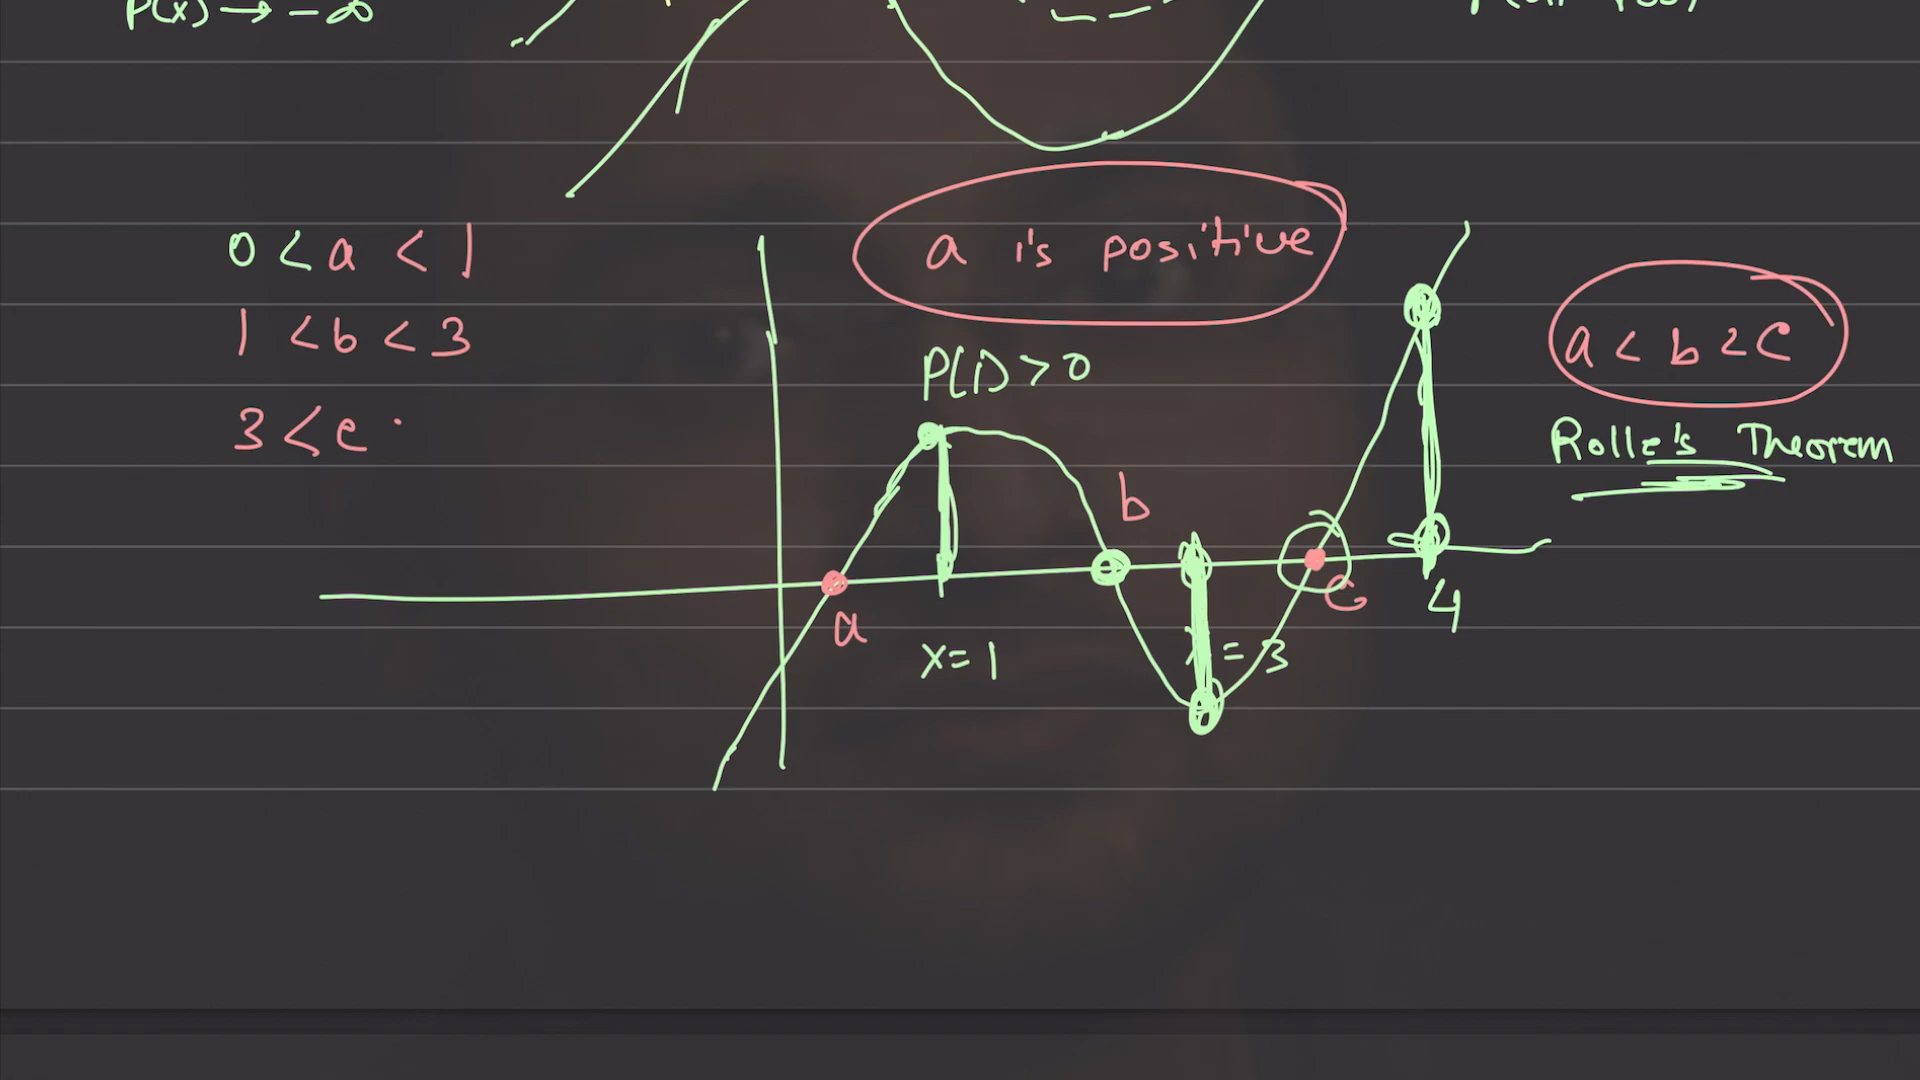 P(x) → -∞
0 < a < 1
a is positive
1 < b < 3
P(1) > 0
a < b < c
3 < c
Rolle's Theorem
b
a
c
4
x = 1
x = 3